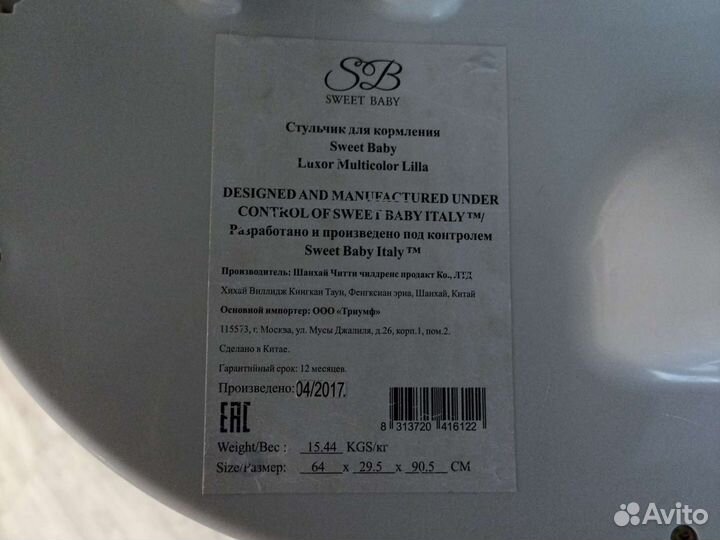 SB
SWEET BABY
Стульчик для кормления
Sweet Baby
Luxor Multicolor Lilla
DESIGNED AND MANUFACTURED UNDER
CONTROL OF SWEET BABY ITALY™/
Разработано и произведено под контролем
Sweet Baby Italy™
Производитель: Шанхай Читти чилдренс продакт Ко., ЛТД
Хихай Виллидж Кингкан Таун, Фенгксиан эриа, Шанхай, Китай
Основной импортер: ООО «Триумф»
115573, г. Москва, ул. Мусы Джалиля, д.26, корп.1, пом.2.
Сделано в Китае.
Гарантийный срок: 12 месяцев.
Произведено: 04/2017.
EAC
8 313720 416122
Weight/Вес : 15.44 KGS/кг
Size/Размер: 64 x 29.5 x 90.5 CM
Avito